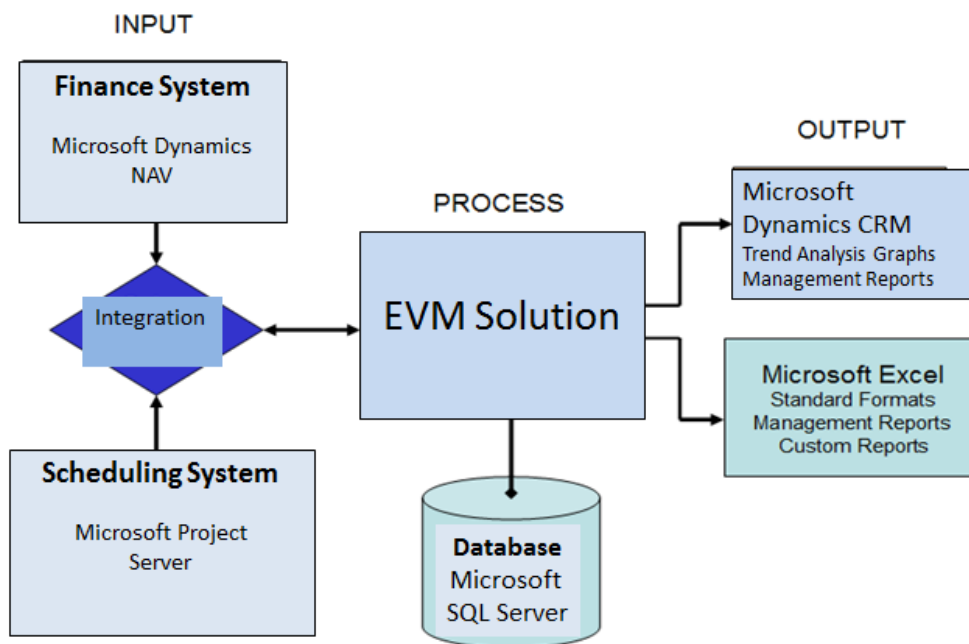 INPUT
Finance System
Microsoft Dynamics
NAV
Integration
Scheduling System
Microsoft Project
Server
PROCESS
EVM Solution
Database
Microsoft
SQL Server
OUTPUT
Microsoft
Dynamics CRM
Trend Analysis Graphs
Management Reports
Microsoft Excel
Standard Formats
Management Reports
Custom Reports